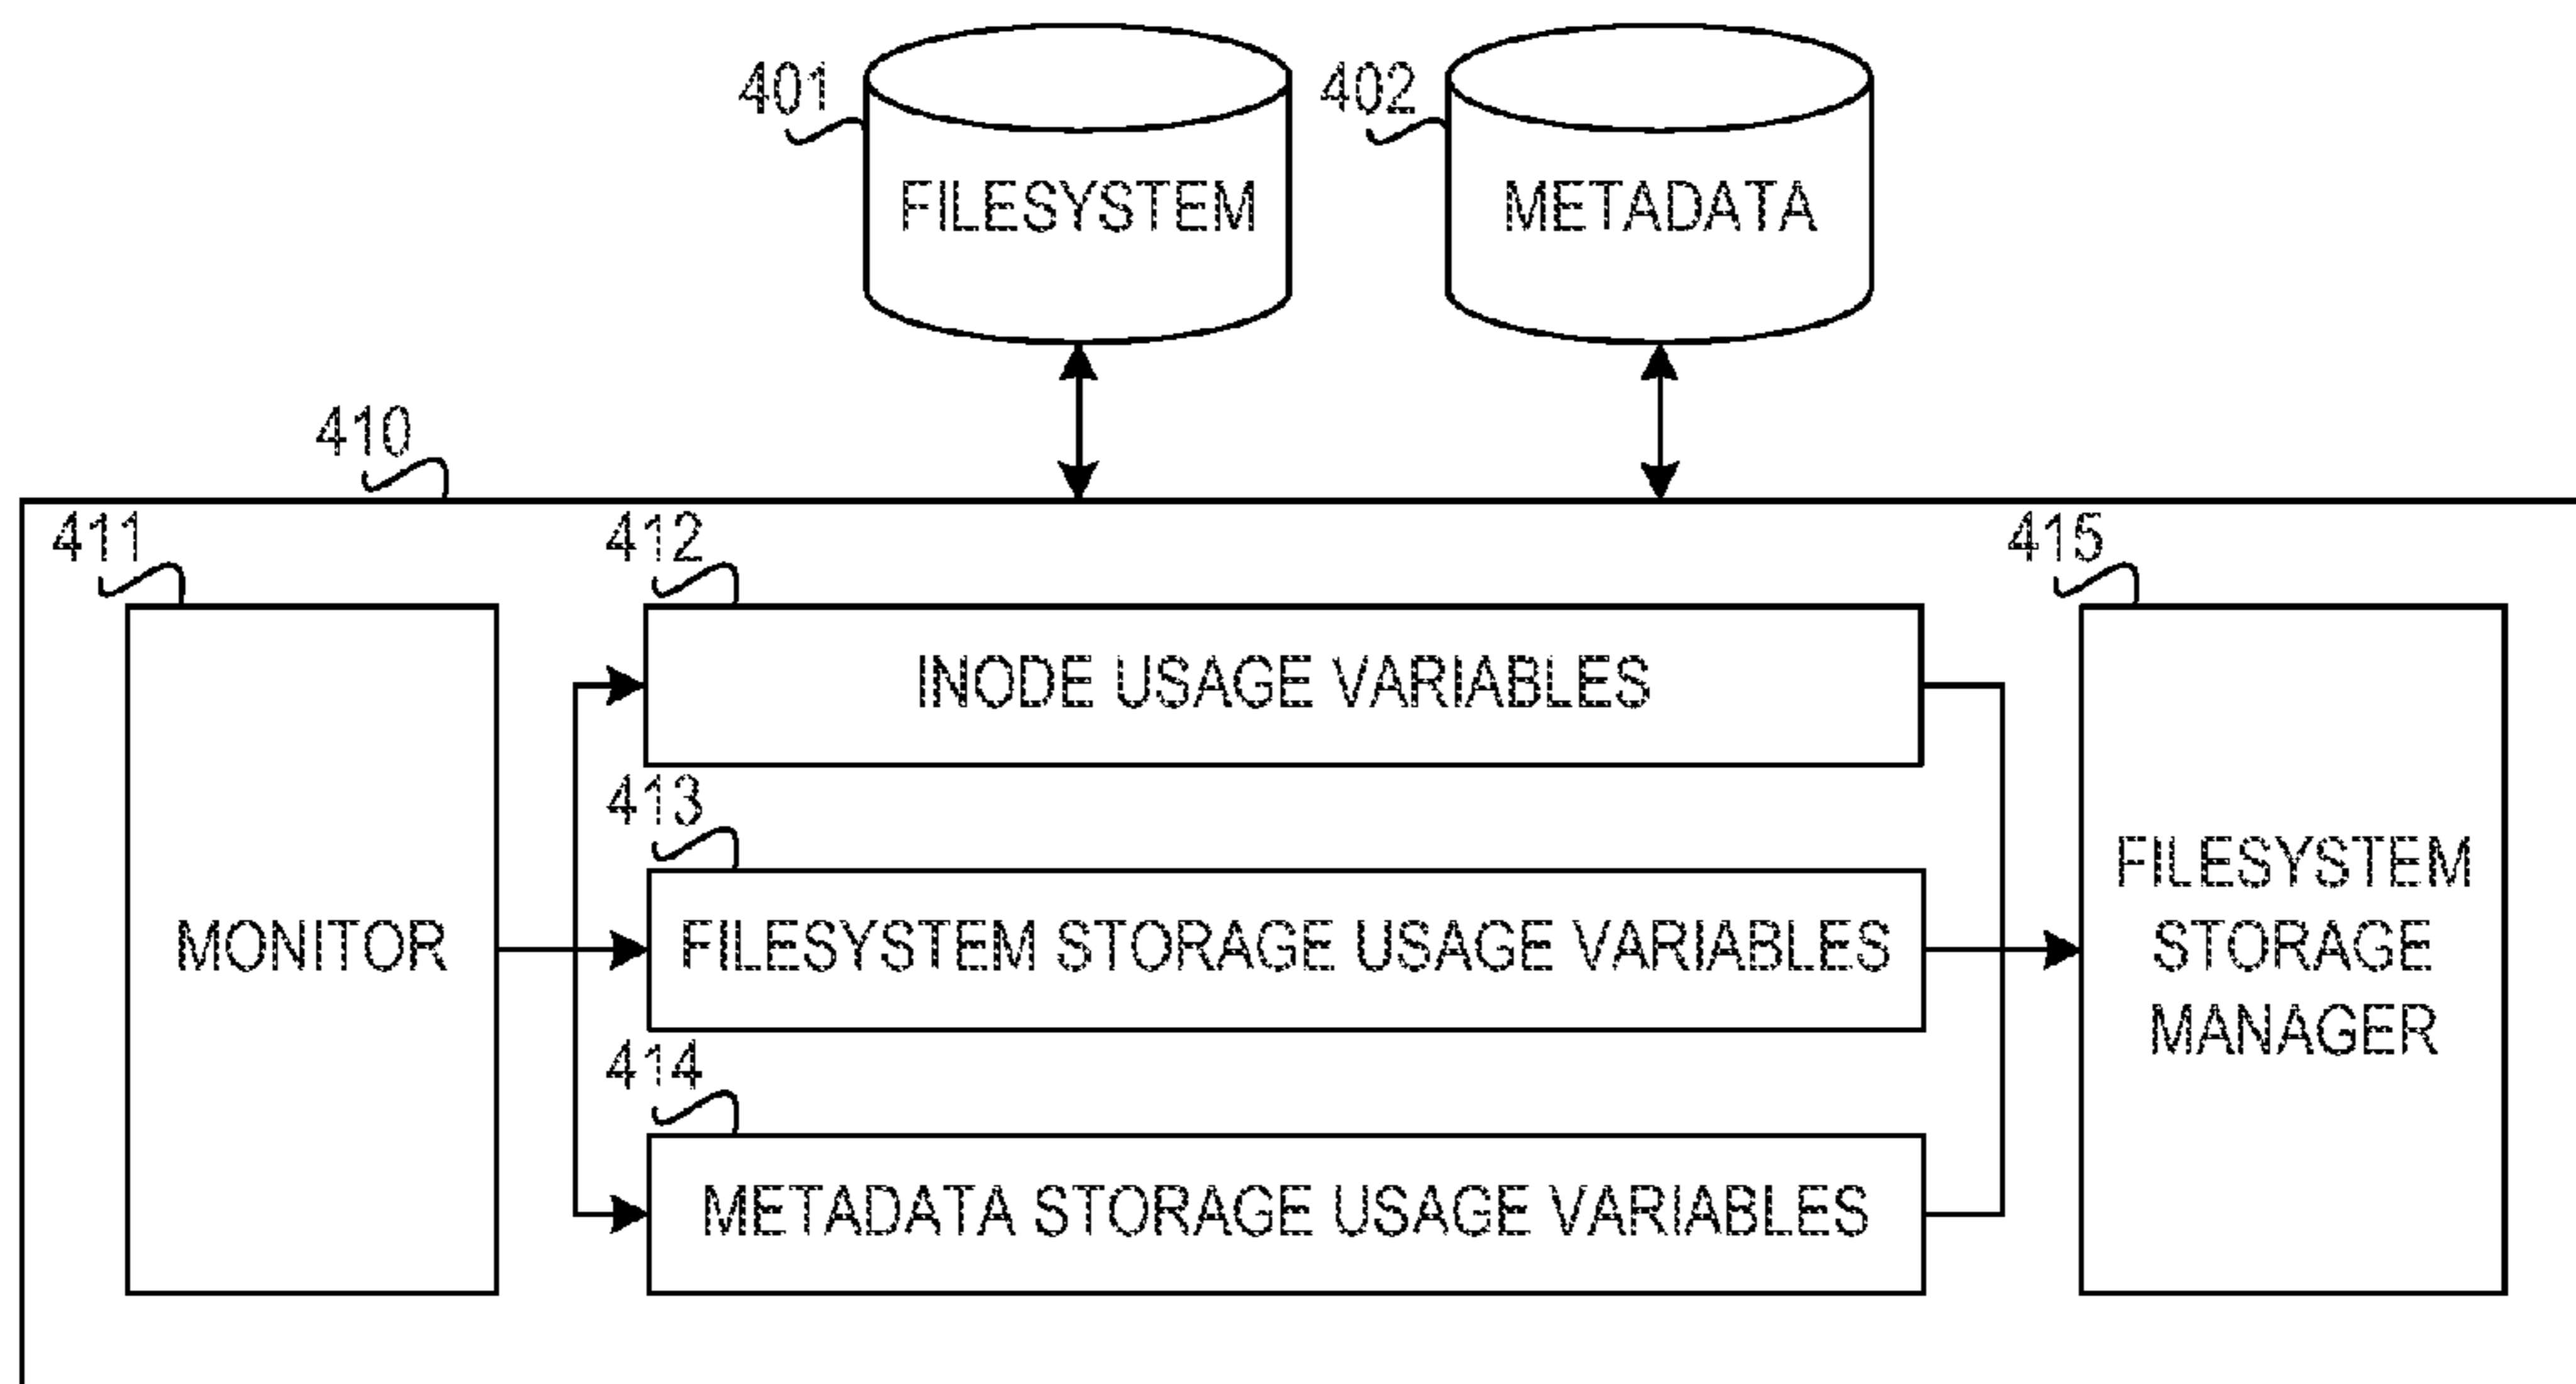 401
402
FILESYSTEM
METADATA
410
411
412
415
INODE USAGE VARIABLES
413
MONITOR
FILESYSTEM STORAGE USAGE VARIABLES
FILESYSTEM
STORAGE
MANAGER
414
METADATA STORAGE USAGE VARIABLES